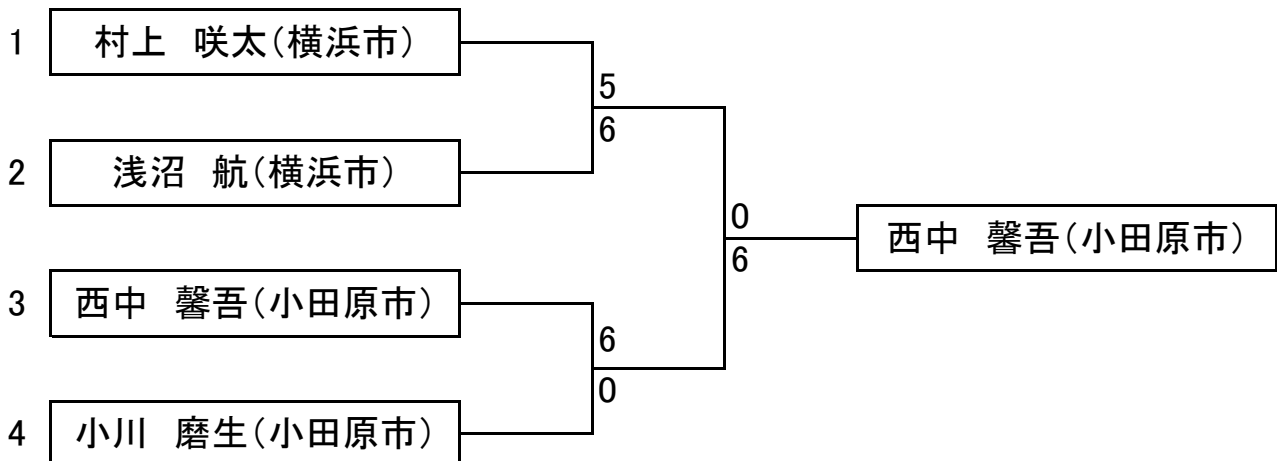 1 村上 咲太(横浜市)
5
6
2 浅沼 航(横浜市)
0
6
西中 馨吾(小田原市)
3 西中 馨吾(小田原市)
6
0
4 小川 磨生(小田原市)